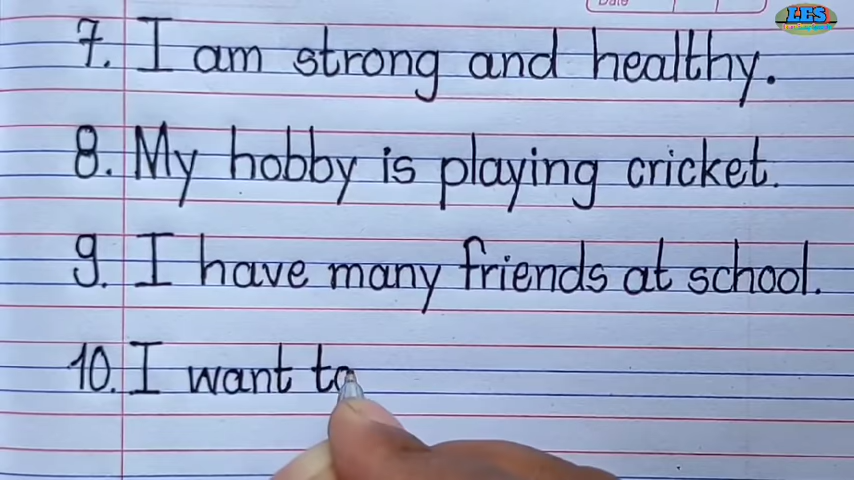 Date
LES
7. I am strong and healthy.
8. My hobby is playing cricket.
9. I have many friends at school.
10. I want to